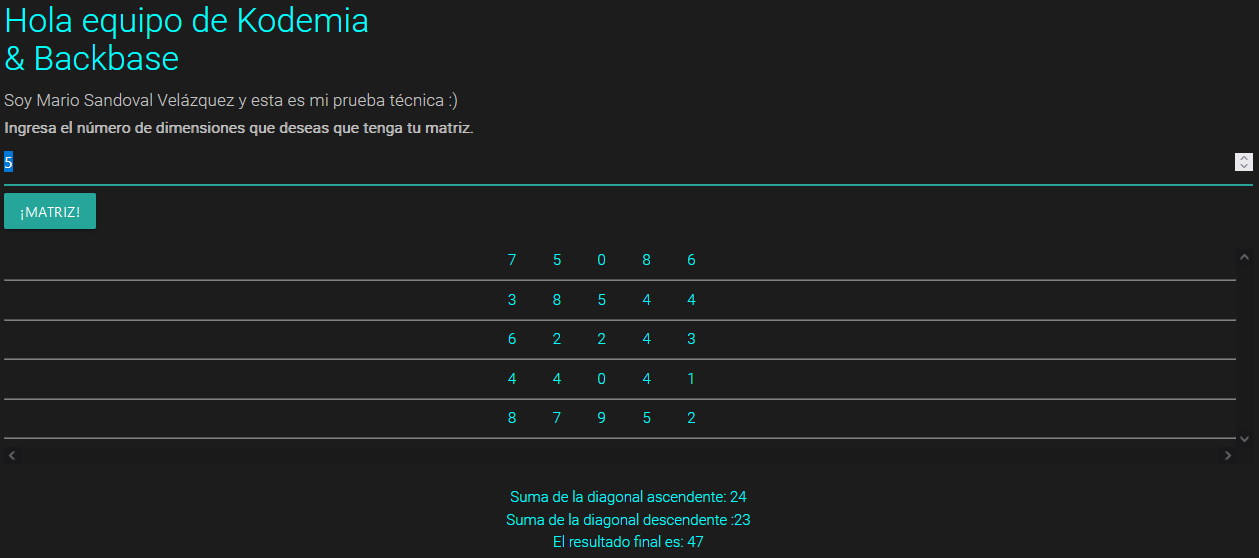 Hola equipo de Kodemia
& Backbase
Soy Mario Sandoval Velázquez y esta es mi prueba técnica :)
Ingresa el número de dimensiones que deseas que tenga tu matriz.
5
¡MATRIZ!
7 5 0 8 6
3 8 5 4 4
6 2 2 4 3
4 4 0 4 1
8 7 9 5 2
Suma de la diagonal ascendente: 24
Suma de la diagonal descendente :23
El resultado final es: 47